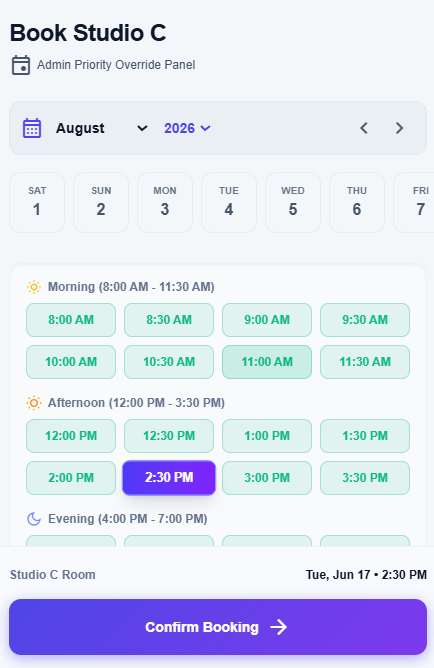 Book Studio C
Admin Priority Override Panel
August 2026
SAT SUN MON TUE WED THU FRI
1 2 3 4 5 6 7
Morning (8:00 AM - 11:30 AM)
8:00 AM 8:30 AM 9:00 AM 9:30 AM
10:00 AM 10:30 AM 11:00 AM 11:30 AM
Afternoon (12:00 PM - 3:30 PM)
12:00 PM 12:30 PM 1:00 PM 1:30 PM
2:00 PM 2:30 PM 3:00 PM 3:30 PM
Evening (4:00 PM - 7:00 PM)
Studio C Room Tue, Jun 17 • 2:30 PM
Confirm Booking